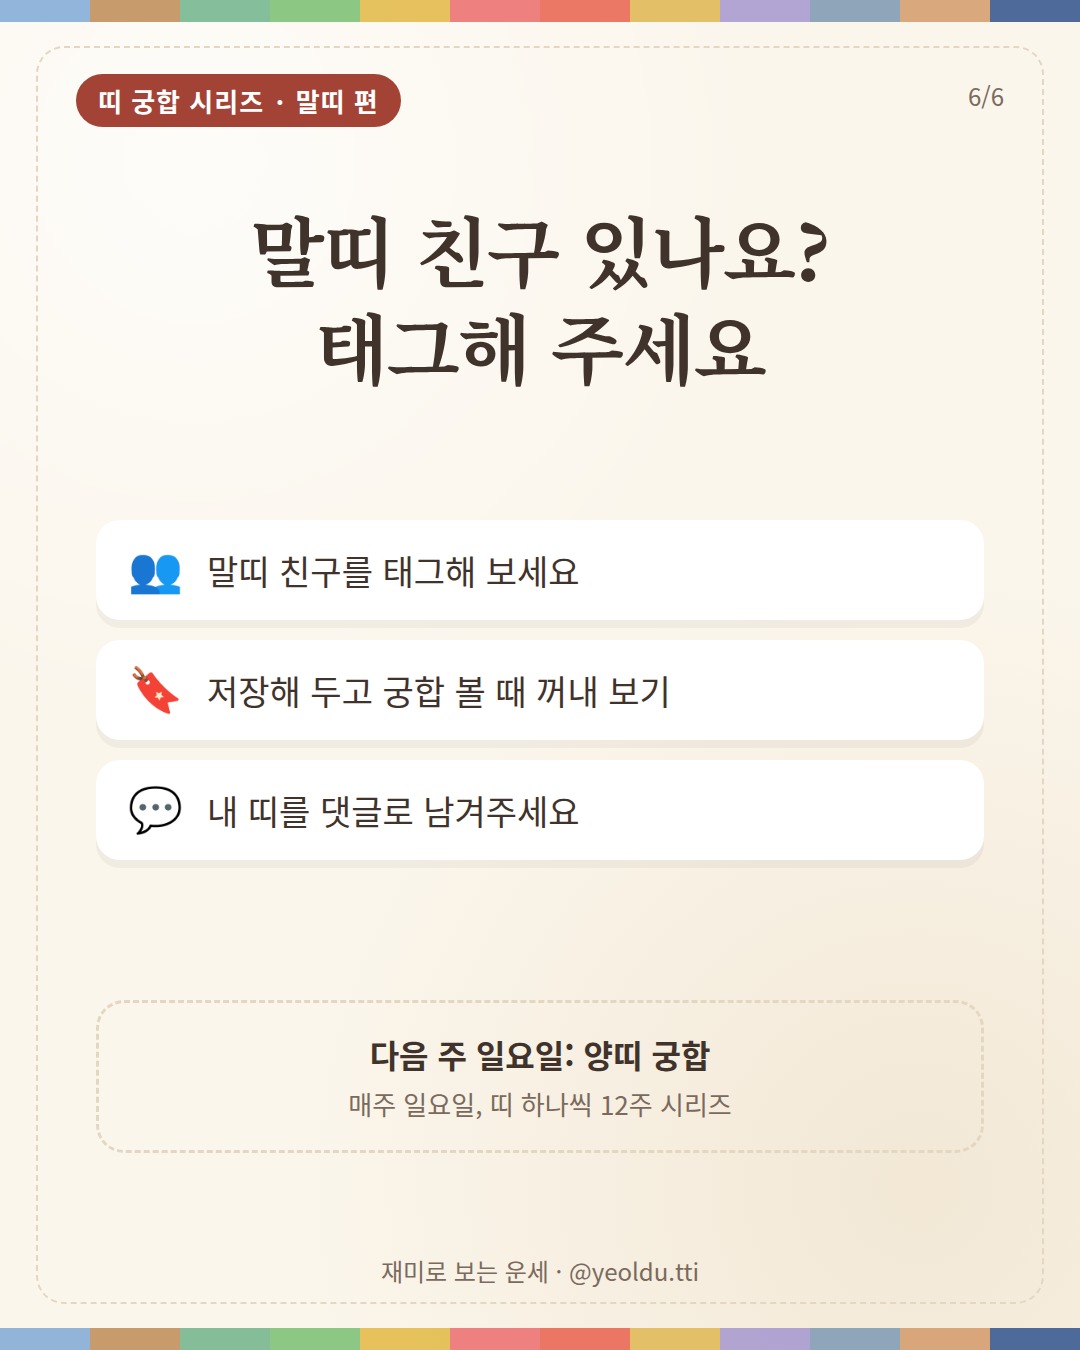 띠 궁합 시리즈 · 말띠 편
6/6
말띠 친구 있나요?
태그해 주세요
말띠 친구를 태그해 보세요
저장해 두고 궁합 볼 때 꺼내 보기
내 띠를 댓글로 남겨주세요
다음 주 일요일: 양띠 궁합
매주 일요일, 띠 하나씩 12주 시리즈
재미로 보는 운세 · @yeoldu.tti